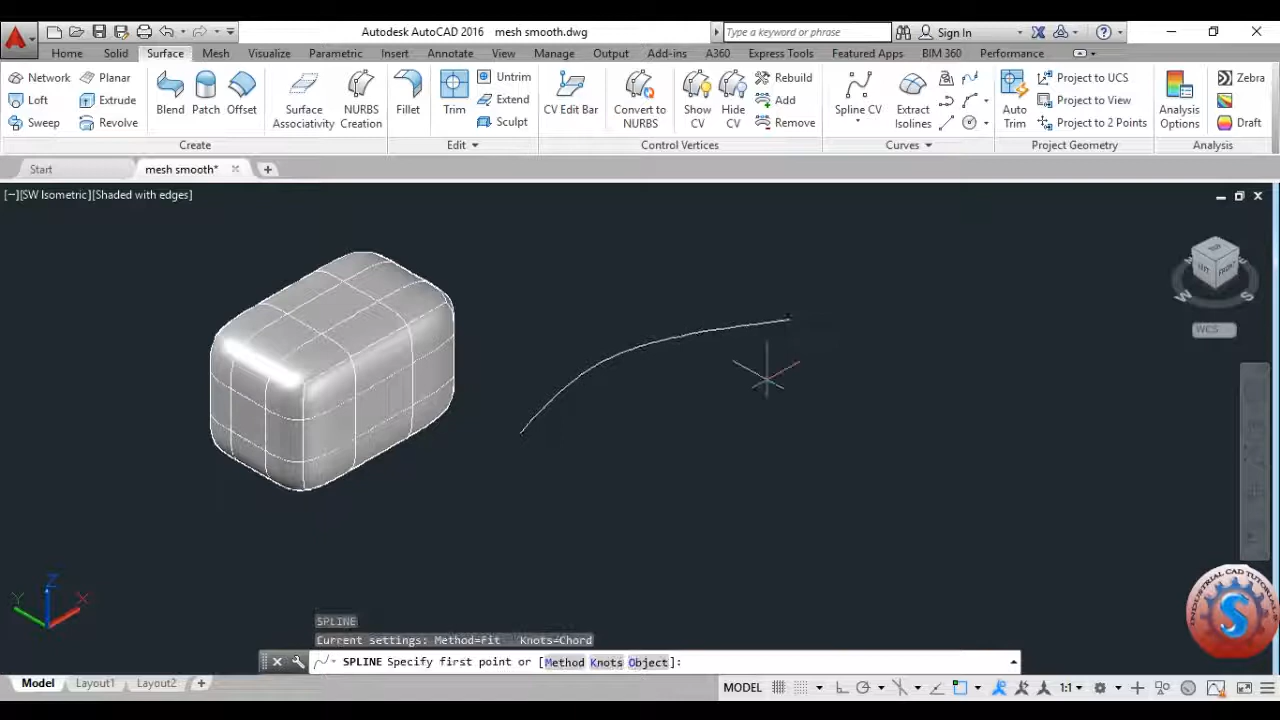 Autodesk AutoCAD 2016 mesh smooth.dwg
Type a keyword or phrase
Sign In
Home Solid Surface Mesh Visualize Parametric Insert Annotate View Manage Output Add-ins A360 Express Tools Featured Apps BIM 360 Performance
Network Planar
Loft Extrude
Sweep Revolve
Blend Patch Offset
Surface Associativity
NURBS Creation
Fillet
Trim
Untrim
Extend
Sculpt
CV Edit Bar
Convert to NURBS
Show CV
Hide CV
Rebuild
Add
Remove
Spline CV
Extract Isolines
Auto Trim
Project to UCS
Project to View
Project to 2 Points
Analysis Options
Zebra
Draft
Create Edit Control Vertices Curves Project Geometry Analysis
Start mesh smooth*
[−][SW Isometric][Shaded with edges]
TOP
LEFT FRONT
W S
WCS
Z
Y X
INDUSTRIAL CAD TUTORIALS
S
SPLINE
Current settings: Method=Fit Knots=Chord
SPLINE Specify first point or [Method Knots Object]:
Model Layout1 Layout2
MODEL 1:1